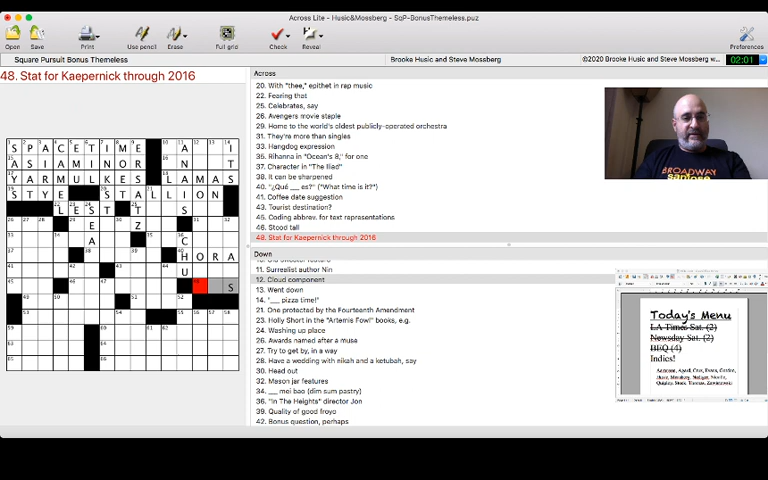 Across Lite - Husic&Mossberg - SqP-BonusThemeless.puz
Open
Save
Print
Use pencil
Erase
Full grid
Check
Reveal
Preferences
Square Pursuit Bonus Themeless
Brooke Husic and Steve Mossberg
©2020 Brooke Husic and Steve Mossberg w...
02:01
48. Stat for Kaepernick through 2016
SPACETIME A I
ASIAMINOR N T
YARMULKES LAMAS
STYE STALLION
LEST T S
E Z
A C
HORA
U
S
Across
20. With "thee," epithet in rap music
22. Fearing that
25. Celebrates, say
26. Avengers movie staple
29. Home to the world's oldest publicly-operated orchestra
31. They're more than singles
33. Hangdog expression
35. Rihanna in "Ocean's 8," for one
37. Character in "The Iliad"
38. It can be sharpened
40. "¿Qué ___ es?" ("What time is it?")
41. Coffee date suggestion
43. Tourist destination?
45. Coding abbrev. for text representations
46. Stood tall
48. Stat for Kaepernick through 2016
Down
11. Surrealist author Nin
12. Cloud component
13. Went down
14. "___ pizza time!"
21. One protected by the Fourteenth Amendment
23. Holly Short in the "Artemis Fowl" books, e.g.
24. Washing up place
26. Awards named after a muse
27. Try to get by, in a way
28. Have a wedding with nikah and a ketubah, say
30. Head out
32. Mason jar features
34. ___ mei bao (dim sum pastry)
36. "In The Heights" director Jon
39. Quality of good froyo
42. Bonus question, perhaps
BROADWAY
Today's Menu
LA Times Sat. (2)
Newsday Sat. (2)
BEQ (4)
Indies!